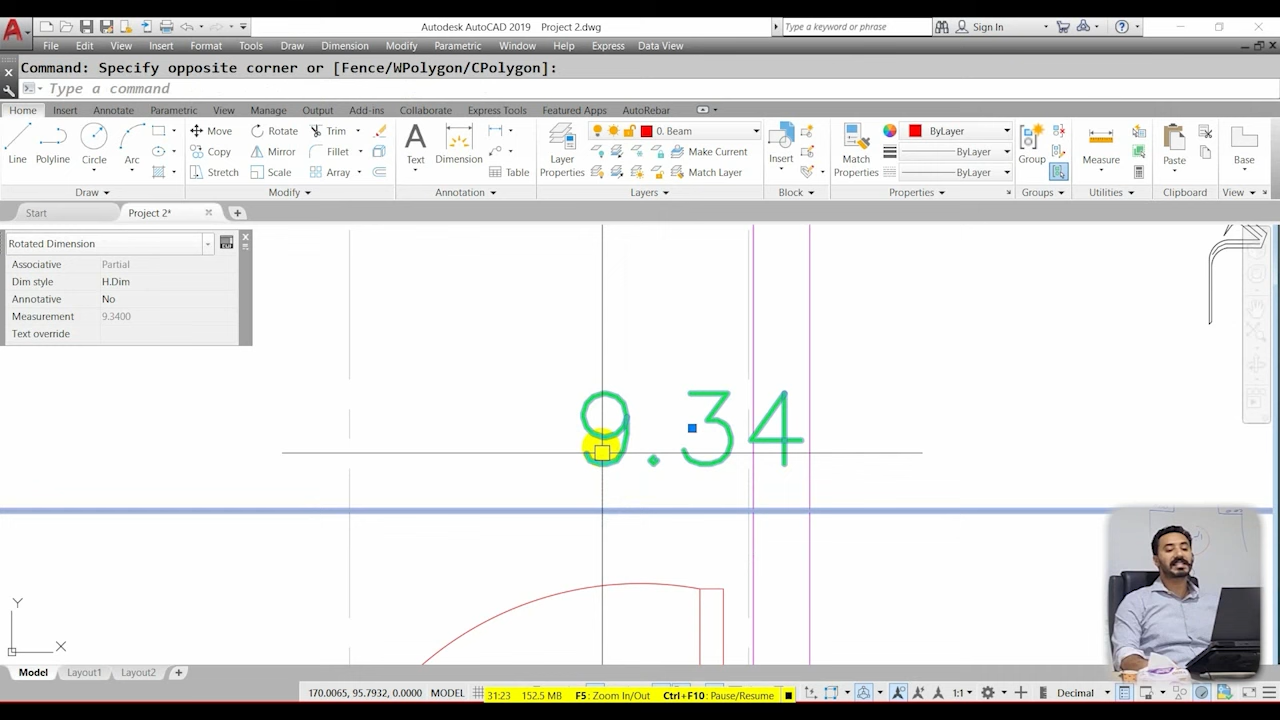 Autodesk AutoCAD 2019 Project 2.dwg
Type a keyword or phrase
Sign In
File Edit View Insert Format Tools Draw Dimension Modify Parametric Window Help Express Data View
Command: Specify opposite corner or [Fence/WPolygon/CPolygon]:
Type a command
Home Insert Annotate Parametric View Manage Output Add-ins Collaborate Express Tools Featured Apps AutoRebar
Line Polyline Circle Arc
Move Rotate Trim
Copy Mirror Fillet
Stretch Scale Array
Text Dimension
Table
Layer Properties
0. Beam
Make Current
Match Layer
Insert
Match Properties
ByLayer
ByLayer
ByLayer
Group
Measure
Paste
Base
Draw Modify Annotation Layers Block Properties Groups Utilities Clipboard View
Start Project 2*
Rotated Dimension
Associative Partial
Dim style H.Dim
Annotative No
Measurement 9.3400
Text override
9.34
Y
X
Model Layout1 Layout2
170.0065, 95.7932, 0.0000 MODEL
31:23 152.5 MB F5: Zoom In/Out Ctrl+F10: Pause/Resume
1:1
Decimal